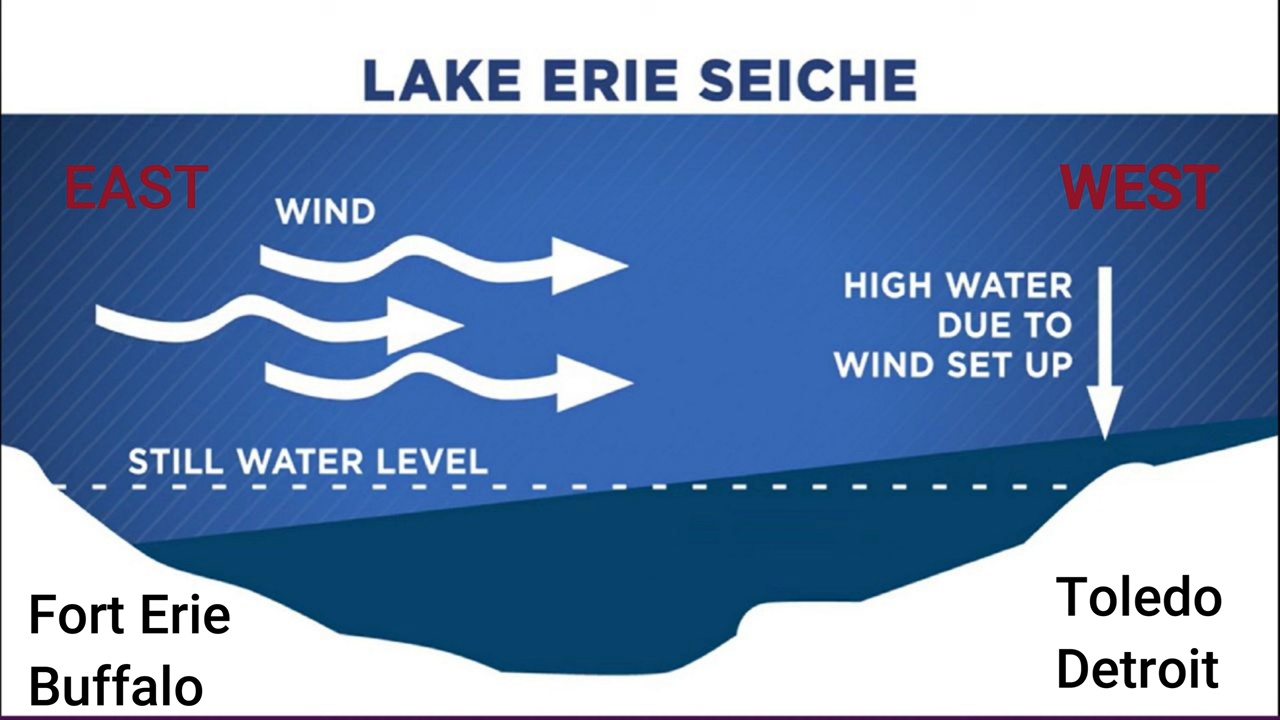 LAKE ERIE SEICHE
EAST
WEST
WIND
HIGH WATER
DUE TO
WIND SET UP
STILL WATER LEVEL
Fort Erie
Buffalo
Toledo
Detroit